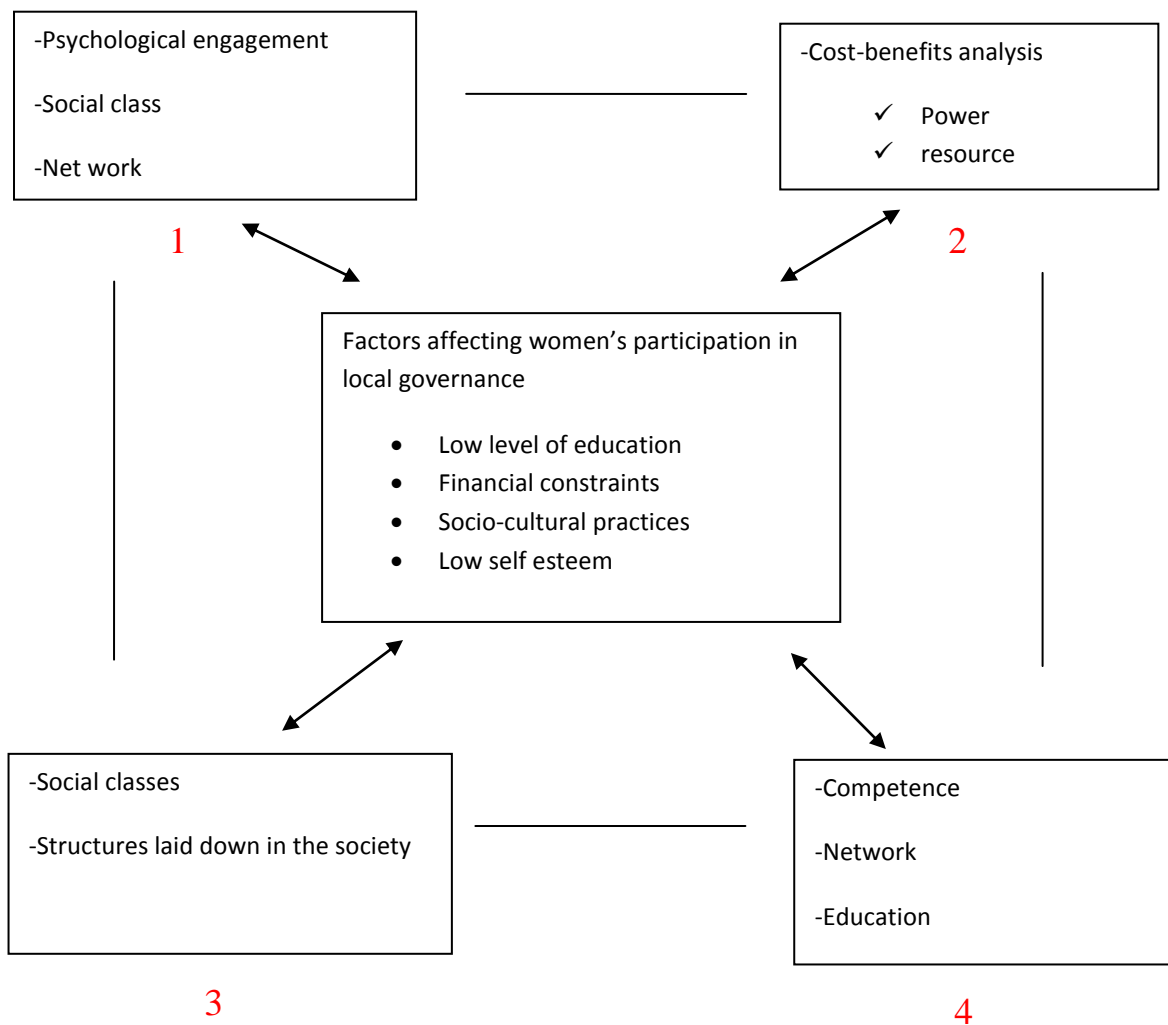 -Psychological engagement
-Social class
-Net work
1
-Cost-benefits analysis
✓ Power
✓ resource
2
Factors affecting women’s participation in
local governance
• Low level of education
• Financial constraints
• Socio-cultural practices
• Low self esteem
-Social classes
-Structures laid down in the society
3
-Competence
-Network
-Education
4